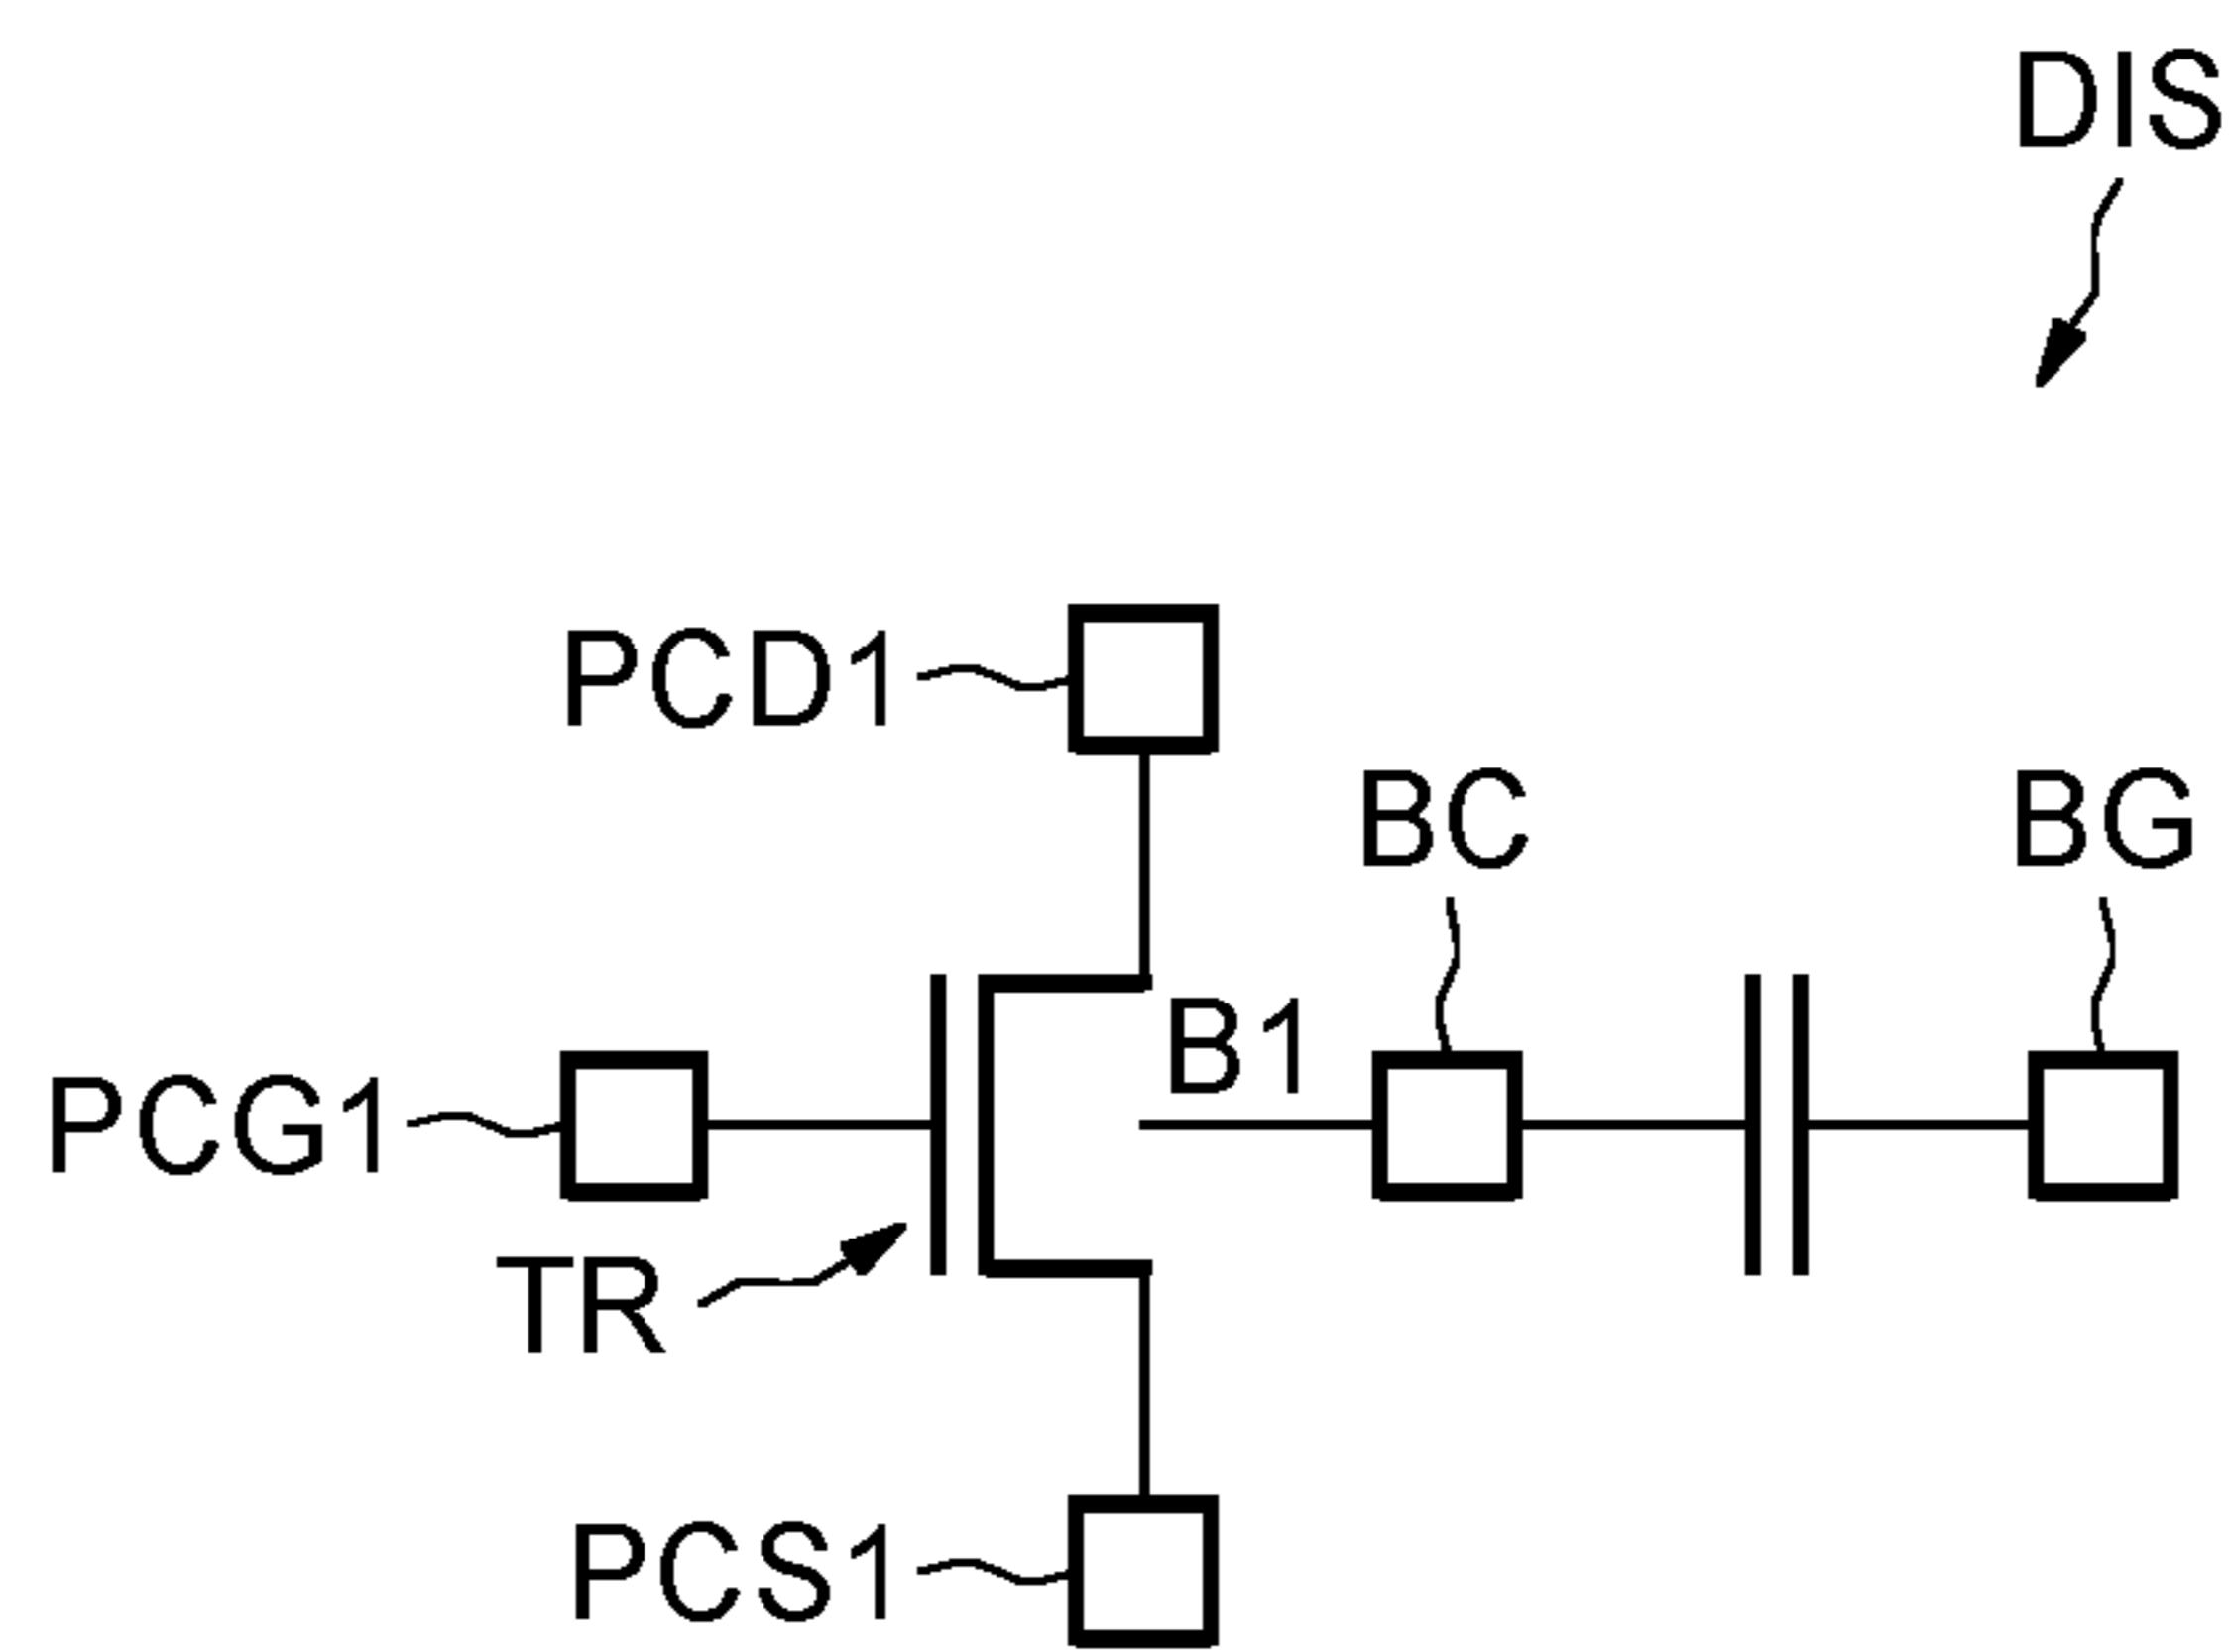 DIS
PCD1
BC
BG
B1
PCG1
TR
PCS1